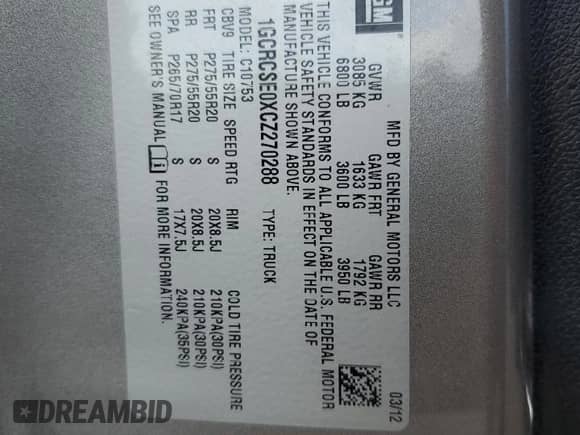 GM
MFD BY GENERAL MOTORS LLC
03/12
GVWR GAWR FRT GAWR RR
3085 KG 1633 KG 1792 KG
6800 LB 3600 LB 3950 LB
THIS VEHICLE CONFORMS TO ALL APPLICABLE U.S. FEDERAL MOTOR
VEHICLE SAFETY STANDARDS IN EFFECT ON THE DATE OF
MANUFACTURE SHOWN ABOVE.
1GCRCSE0XCZ270288 TYPE: TRUCK
MODEL: C10753
CBV9 TIRE SIZE SPEED RTG RIM COLD TIRE PRESSURE
FRT P275/55R20 S 20X8.5J 210KPA(30PSI)
RR P275/55R20 S 20X8.5J 210KPA(30PSI)
SPA P265/70R17 S 17X7.5J 240KPA(35PSI)
SEE OWNER'S MANUAL FOR MORE INFORMATION.
DREAMBID